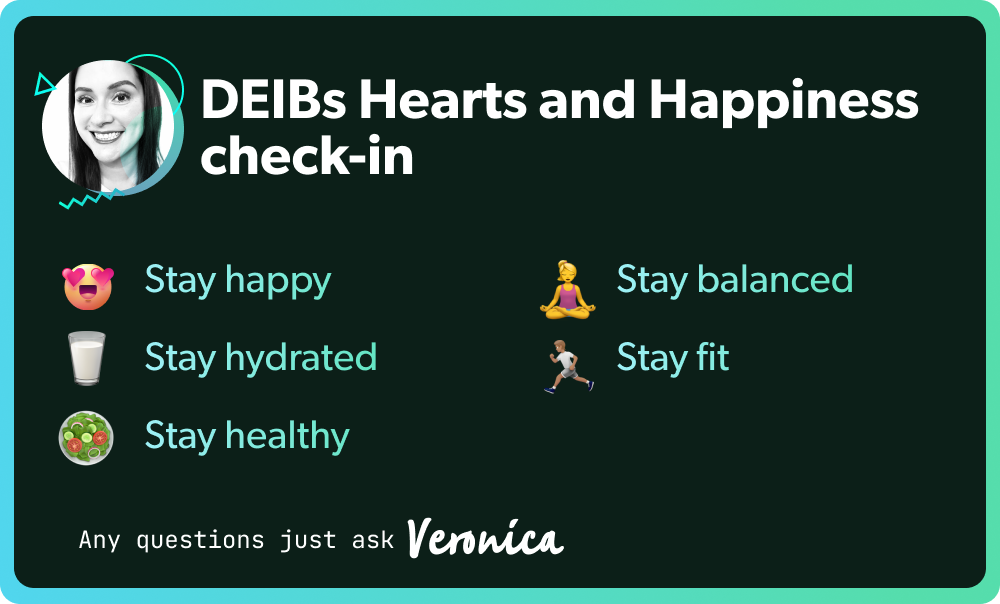 DEIBs Hearts and Happiness
check-in
Stay happy
Stay hydrated
Stay healthy
Stay balanced
Stay fit
Any questions just ask Veronica